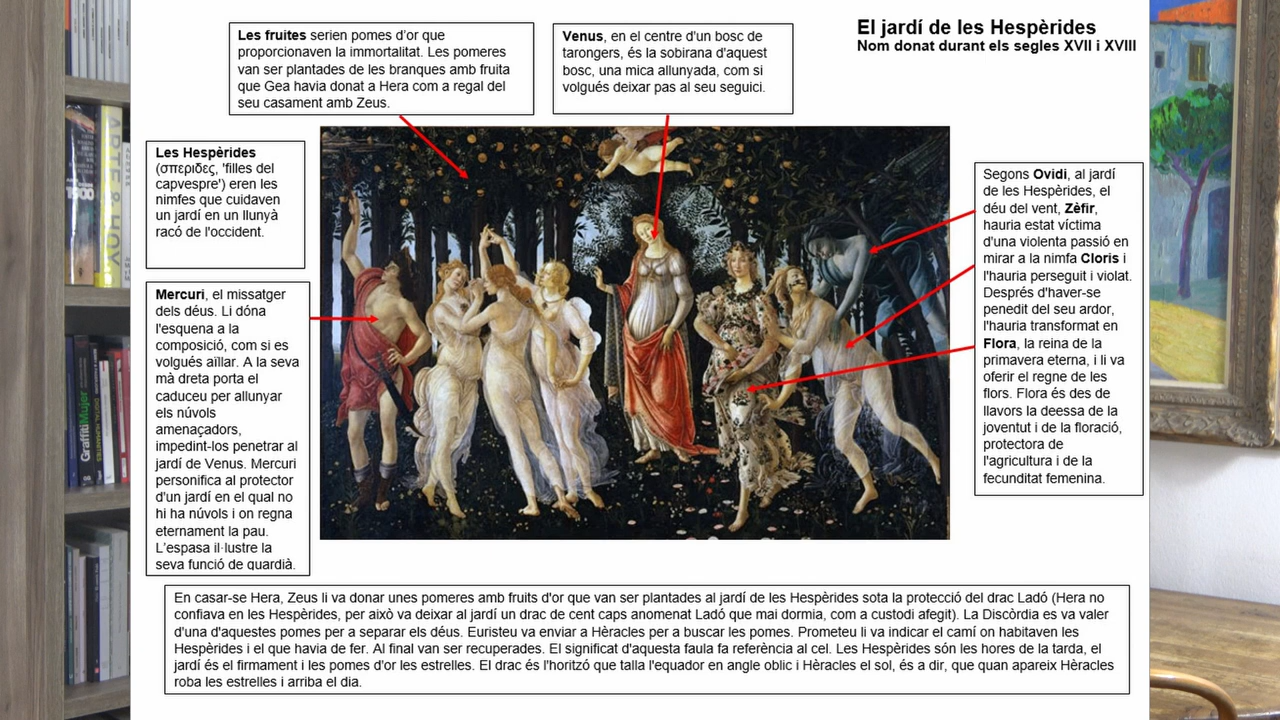 El jardí de les Hespèrides
Nom donat durant els segles XVII i XVIII
Les fruites serien pomes d'or que
proporcionaven la immortalitat. Les pomeres
van ser plantades de les branques amb fruita
que Gea havia donat a Hera com a regal del
seu casament amb Zeus.
Venus, en el centre d'un bosc de
tarongers, és la sobirana d'aquest
bosc, una mica allunyada, com si
volgués deixar pas al seu seguici.
Les Hespèrides
(σπεριδες, 'filles del
capvespre') eren les
nimfes que cuidaven
un jardí en un llunyà
racó de l'occident.
Mercuri, el missatger
dels déus. Li dóna
l'esquena a la
composició, com si es
volgués aïllar. A la seva
mà dreta porta el
caduceu per allunyar
els núvols
amenaçadors,
impedint-los penetrar al
jardí de Venus. Mercuri
personifica al protector
d'un jardí en el qual no
hi ha núvols i on regna
eternament la pau.
L'espasa il·lustre la
seva funció de guardià.
Segons Ovidi, al jardí
de les Hespèrides, el
déu del vent, Zèfir,
hauria estat víctima
d'una violenta passió en
mirar a la nimfa Cloris i
l'hauria perseguit i violat.
Després d'haver-se
penedit del seu ardor,
l'hauria transformat en
Flora, la reina de la
primavera eterna, i li va
oferir el regne de les
flors. Flora és des de
llavors la deessa de la
joventut i de la floració,
protectora de
l'agricultura i de la
fecunditat femenina.
En casar-se Hera, Zeus li va donar unes pomeres amb fruits d'or que van ser plantades al jardí de les Hespèrides sota la protecció del drac Ladó (Hera no
confiava en les Hespèrides, per això va deixar al jardí un drac de cent caps anomenat Ladó que mai dormia, com a custodi afegit). La Discòrdia es va valer
d'una d'aquestes pomes per a separar els déus. Euristeu va enviar a Hèracles per a buscar les pomes. Prometeu li va indicar el camí on habitaven les
Hespèrides i el que havia de fer. Al final van ser recuperades. El significat d'aquesta faula fa referència al cel. Les Hespèrides són les hores de la tarda, el
jardí és el firmament i les pomes d'or les estrelles. El drac és l'horitzó que talla l'equador en angle oblic i Hèracles el sol, és a dir, que quan apareix Hèracles
roba les estrelles i arriba el dia.
ARTE & HOY
GraffitiMujer
DIGITAL HUMANITIES